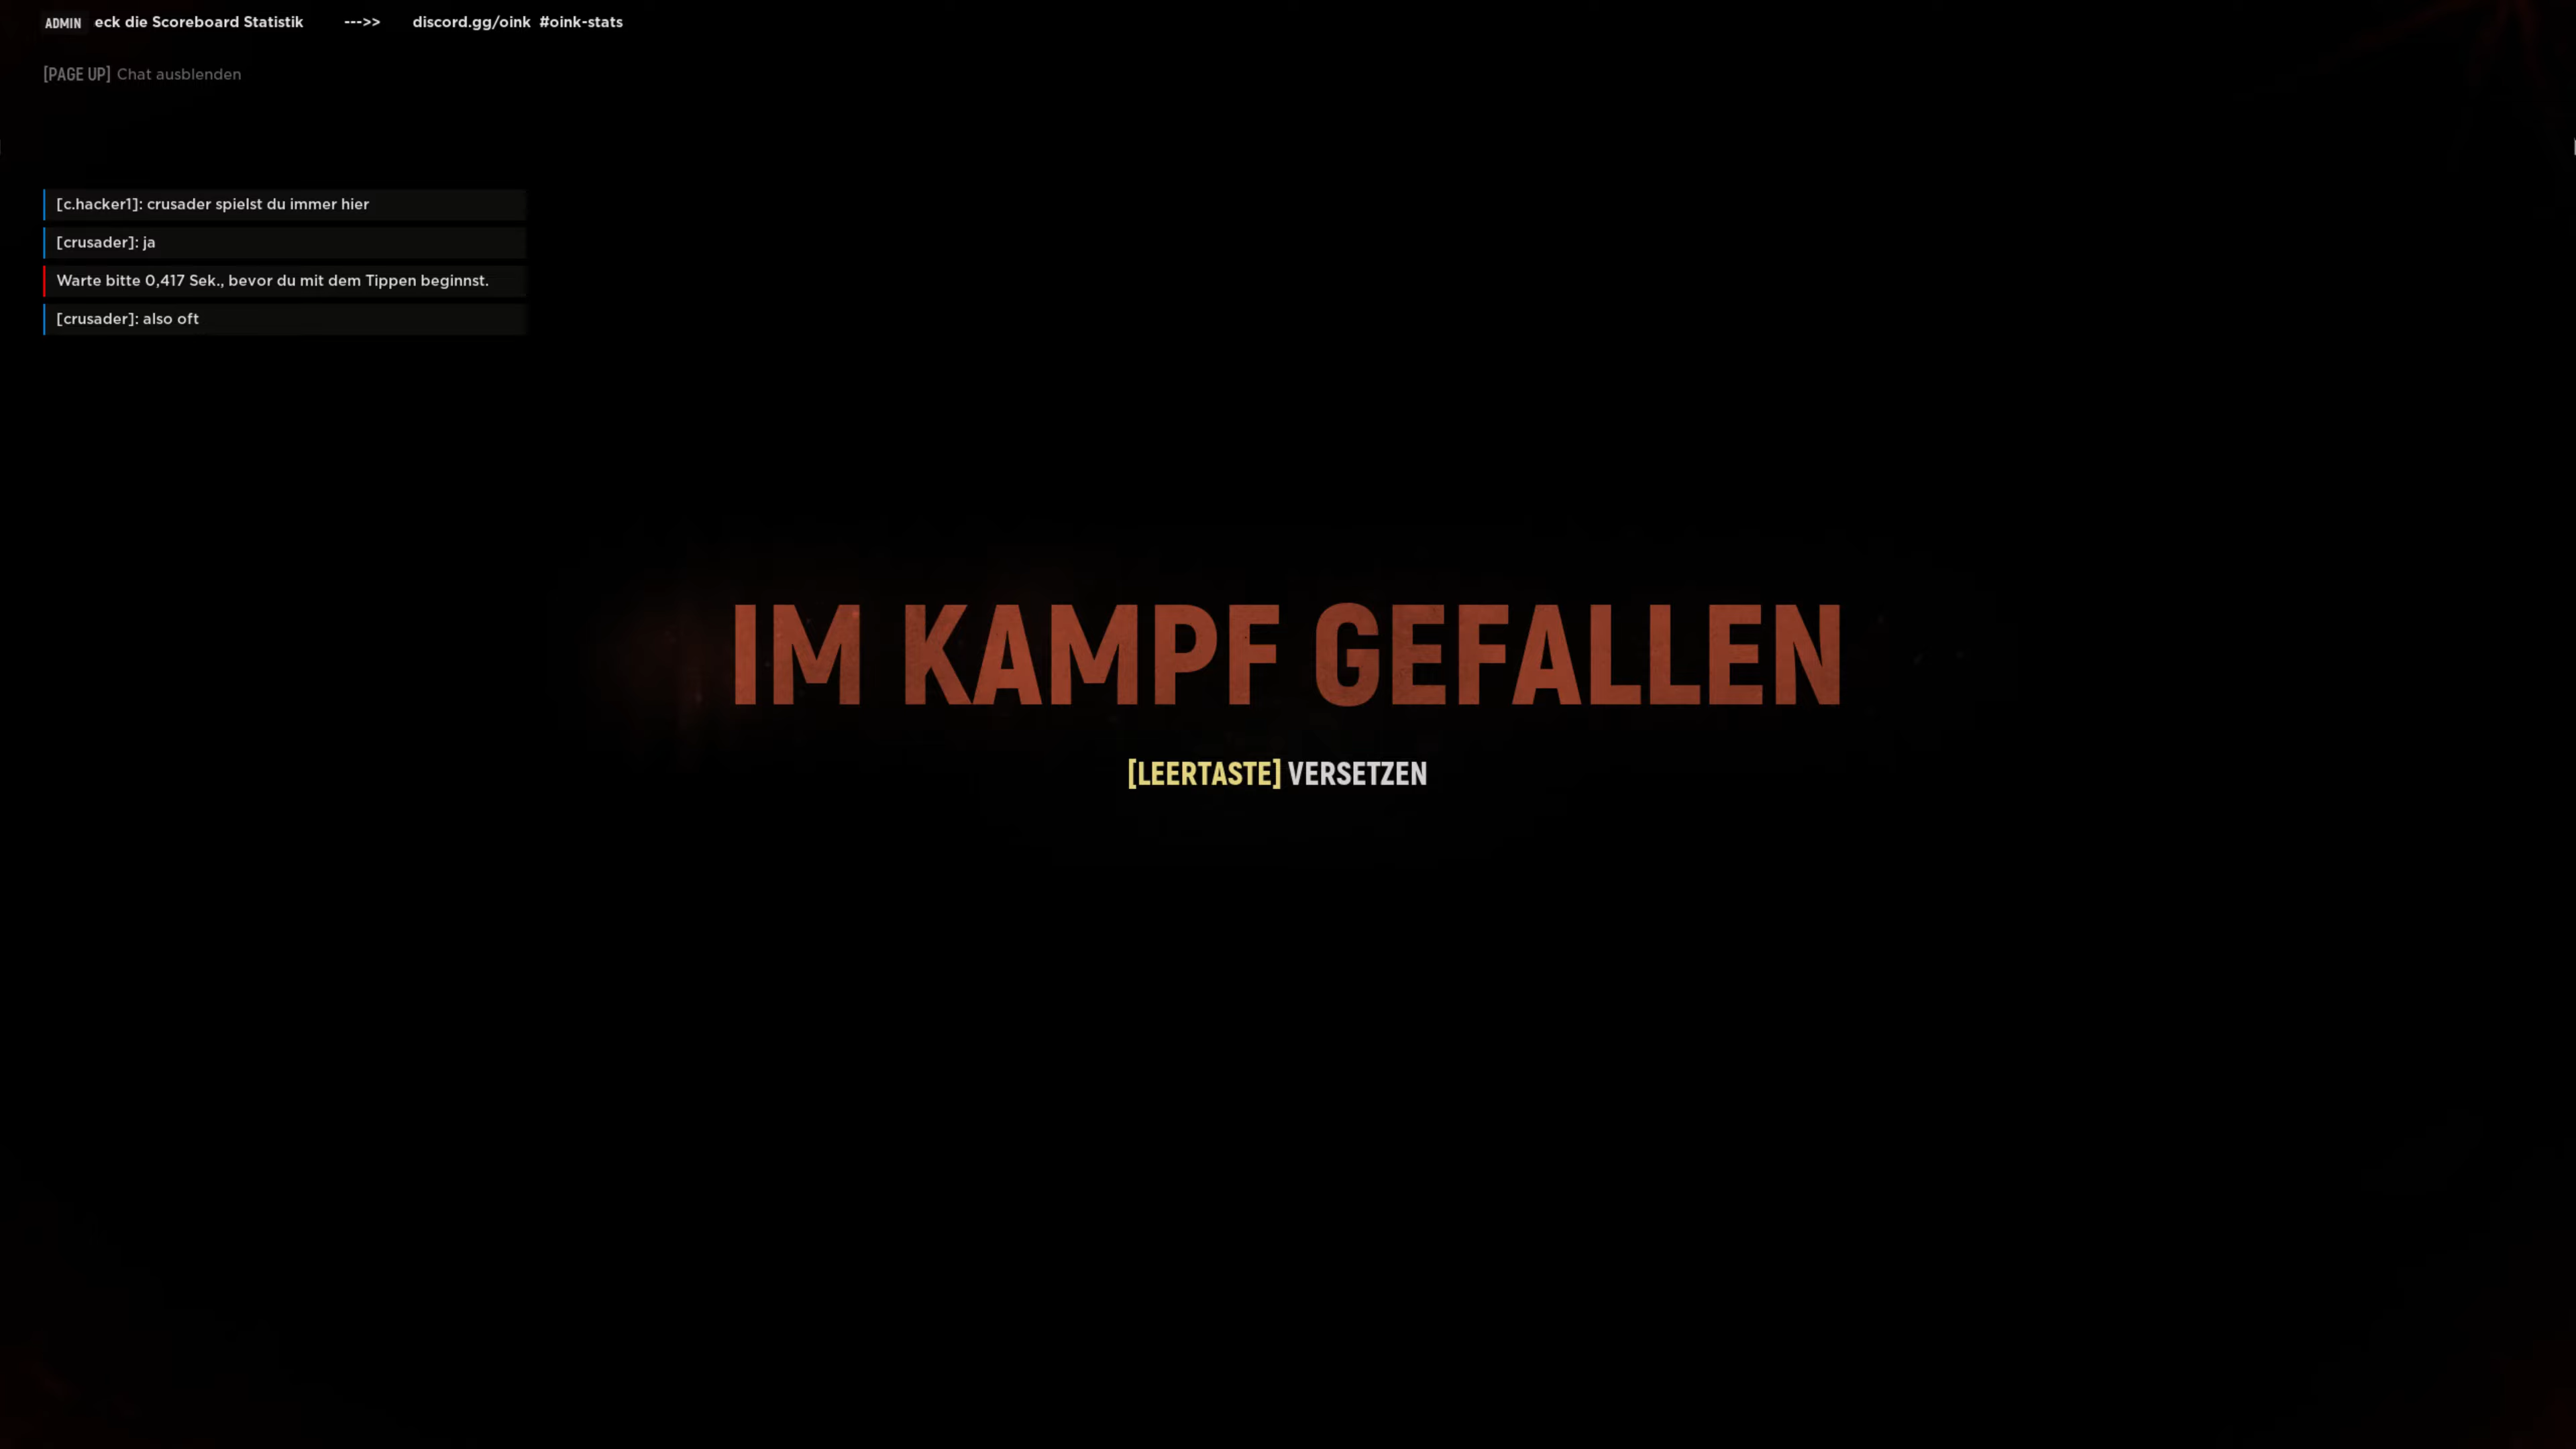 ADMIN eck die Scoreboard Statistik --->> discord.gg/oink #oink-stats
[PAGE UP] Chat ausblenden
[c.hacker1]: crusader spielst du immer hier
[crusader]: ja
Warte bitte 0,417 Sek., bevor du mit dem Tippen beginnst.
[crusader]: also oft
IM KAMPF GEFALLEN
[LEERTASTE] VERSETZEN